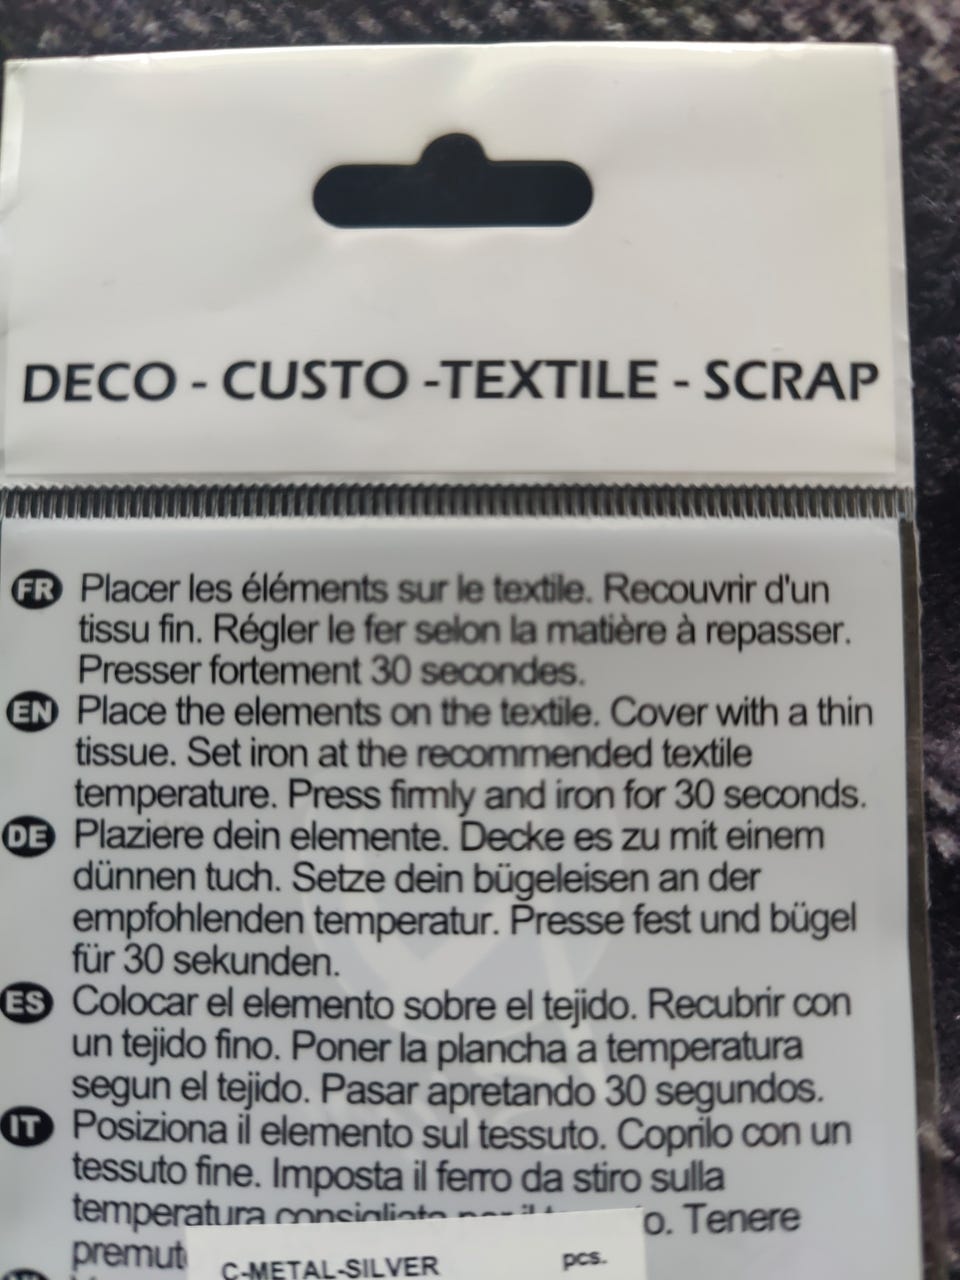 DECO - CUSTO -TEXTILE - SCRAP
FR Placer les éléments sur le textile. Recouvrir d'un
tissu fin. Régler le fer selon la matière à repasser.
Presser fortement 30 secondes.
EN Place the elements on the textile. Cover with a thin
tissue. Set iron at the recommended textile
temperature. Press firmly and iron for 30 seconds.
DE Plaziere dein elemente. Decke es zu mit einem
dünnen tuch. Setze dein bügeleisen an der
empfohlenden temperatur. Presse fest und bügel
für 30 sekunden.
ES Colocar el elemento sobre el tejido. Recubrir con
un tejido fino. Poner la plancha a temperatura
segun el tejido. Pasar apretando 30 segundos.
IT Posiziona il elemento sul tessuto. Coprilo con un
tessuto fine. Imposta il ferro da stiro sulla
temperatura consigliata per il Tenere
C-METAL-SILVER pcs.